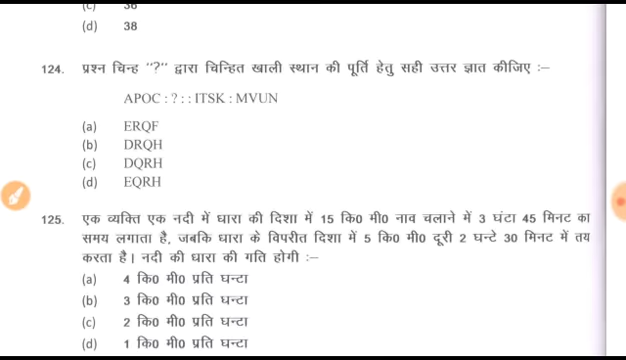 (c) 36
(d) 38
124. प्रश्न चिन्ह ''?'' द्वारा चिन्हित खाली स्थान की पूर्ति हेतु सही उत्तर ज्ञात कीजिए :–
APOC : ? : : ITSK : MVUN
(a) ERQF
(b) DRQH
(c) DQRH
(d) EQRH
125. एक व्यक्ति एक नदी में धारा की दिशा में 15 कि0 मी0 नाव चलाने में 3 घंटा 45 मिनट का
समय लगाता है, जबकि धारा के विपरीत दिशा में 5 कि0 मी0 दूरी 2 घन्टे 30 मिनट में तय
करता है। नदी की धारा की गति होगी :–
(a) 4 कि0 मी0 प्रति घन्टा
(b) 3 कि0 मी0 प्रति घन्टा
(c) 2 कि0 मी0 प्रति घन्टा
(d) 1 कि0 मी0 प्रति घन्टा